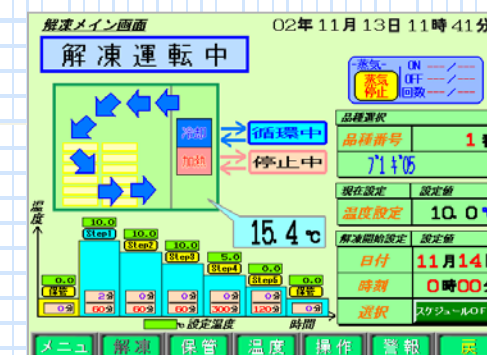 解凍メイン画面
02年11月13日11時41分
解凍運転中
-蒸気-
ON ---/---
OFF ---/---
回数 ---/---
蒸気
停止
冷却
循環中
加熱
停止中
品種選択
品種番号 1
ﾌﾞﾘ ｷﾞ05
15.4℃
現在設定 設定値
温度設定 10.0
解凍開始設定 設定値
日付 11月14日
時刻 0時00分
選択 スケジュールOF
温度
10.0
Step1
10.0
Step2
10.0
Step3
5.0
Step4
0.0
Step5
0.0
保管
0.0
保管
2分 0分 0分 0分 0分
0分 60分 60分 60分 300分 120分 0分
℃ 設定温度
時間
メニュ 解凍 保管 温度 操作 警報 戻